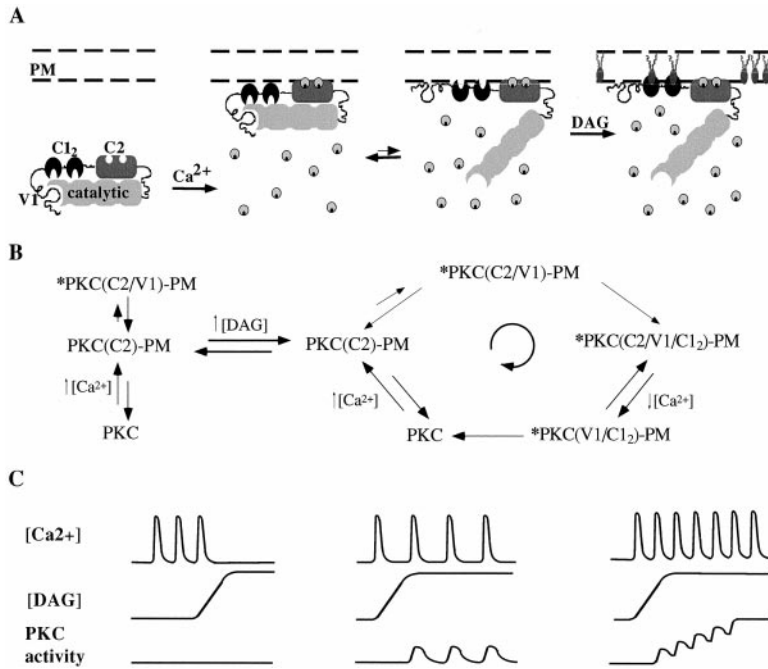 A
PM
C1₂ C2
V1 catalytic
Ca²⁺
DAG
B
*PKC(C2/V1)-PM
*PKC(C2/V1)-PM
↑[DAG]
PKC(C2)-PM
PKC(C2)-PM
*PKC(C2/V1/C1₂)-PM
↑[Ca²⁺]
↑[Ca²⁺]
↓[Ca²⁺]
PKC
PKC
*PKC(V1/C1₂)-PM
C
[Ca2+]
[DAG]
PKC
activity